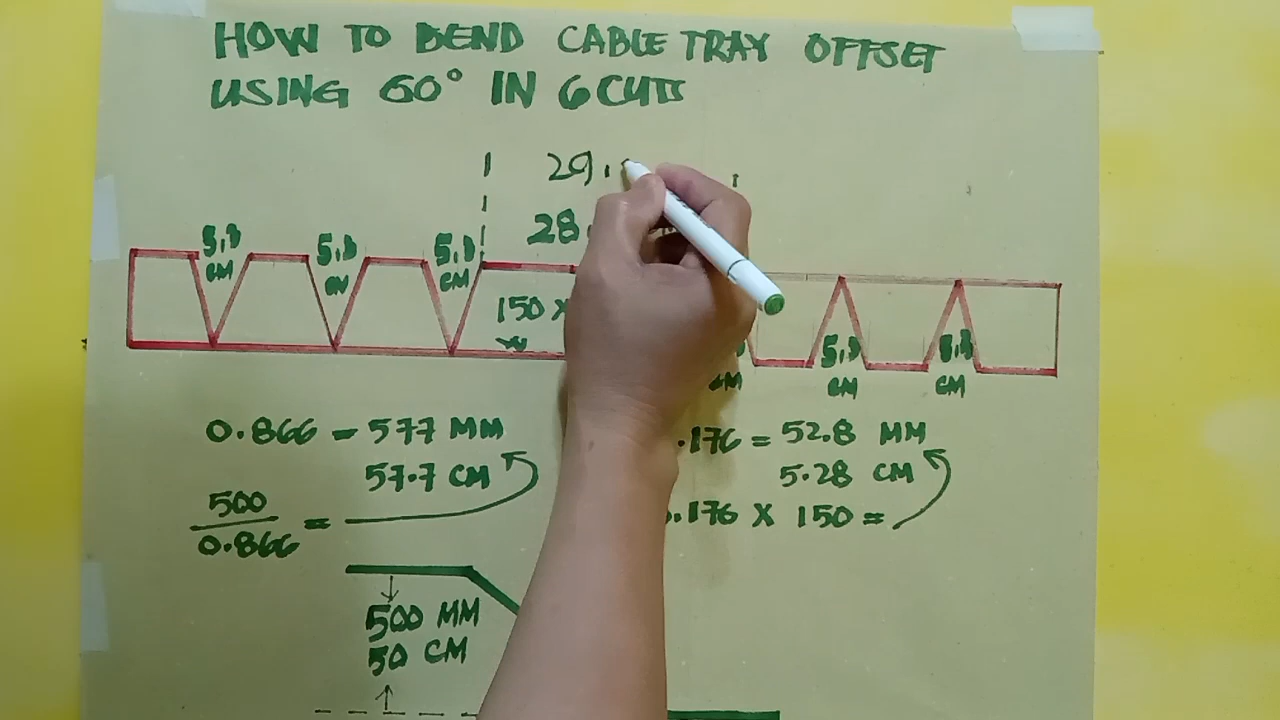 HOW TO BEND CABLE TRAY OFFSET
USING 60° IN 6 CUTS
29.
28.
5.3 CM
5.3 CM
5.3 CM
150 X
5.3 CM
5.3 CM
CM
0.866 = 577 MM
57.7 CM
500
0.866 =
.176 = 52.8 MM
5.28 CM
.176 X 150 =
500 MM
50 CM